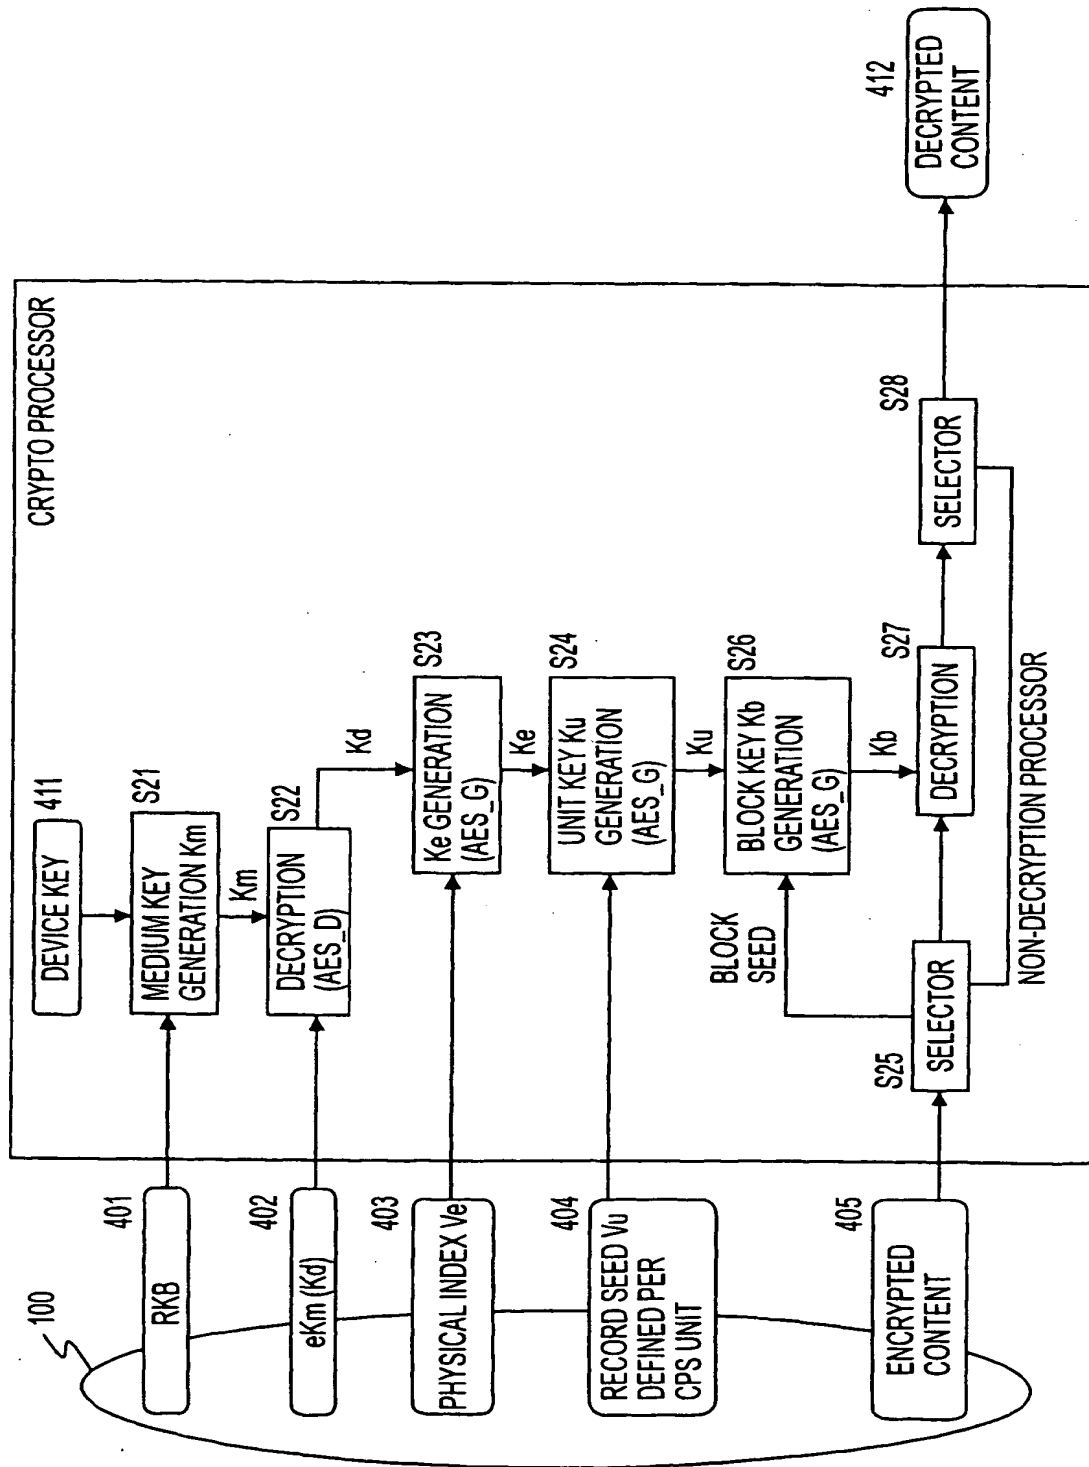 100
401
RKB
402
eKm (Kd)
403
PHYSICAL INDEX Ve
404
RECORD SEED Vu
DEFINED PER
CPS UNIT
405
ENCRYPTED
CONTENT
CRYPTO PROCESSOR
411
DEVICE KEY
S21
MEDIUM KEY
GENERATION Km
Km
S22
DECRYPTION
(AES_D)
Kd
S23
Ke GENERATION
(AES_G)
Ke
S24
UNIT KEY Ku
GENERATION
(AES_G)
Ku
S26
BLOCK KEY Kb
GENERATION
(AES_G)
Kb
BLOCK
SEED
S25
SELECTOR
S27
DECRYPTION
S28
SELECTOR
NON-DECRYPTION PROCESSOR
412
DECRYPTED
CONTENT